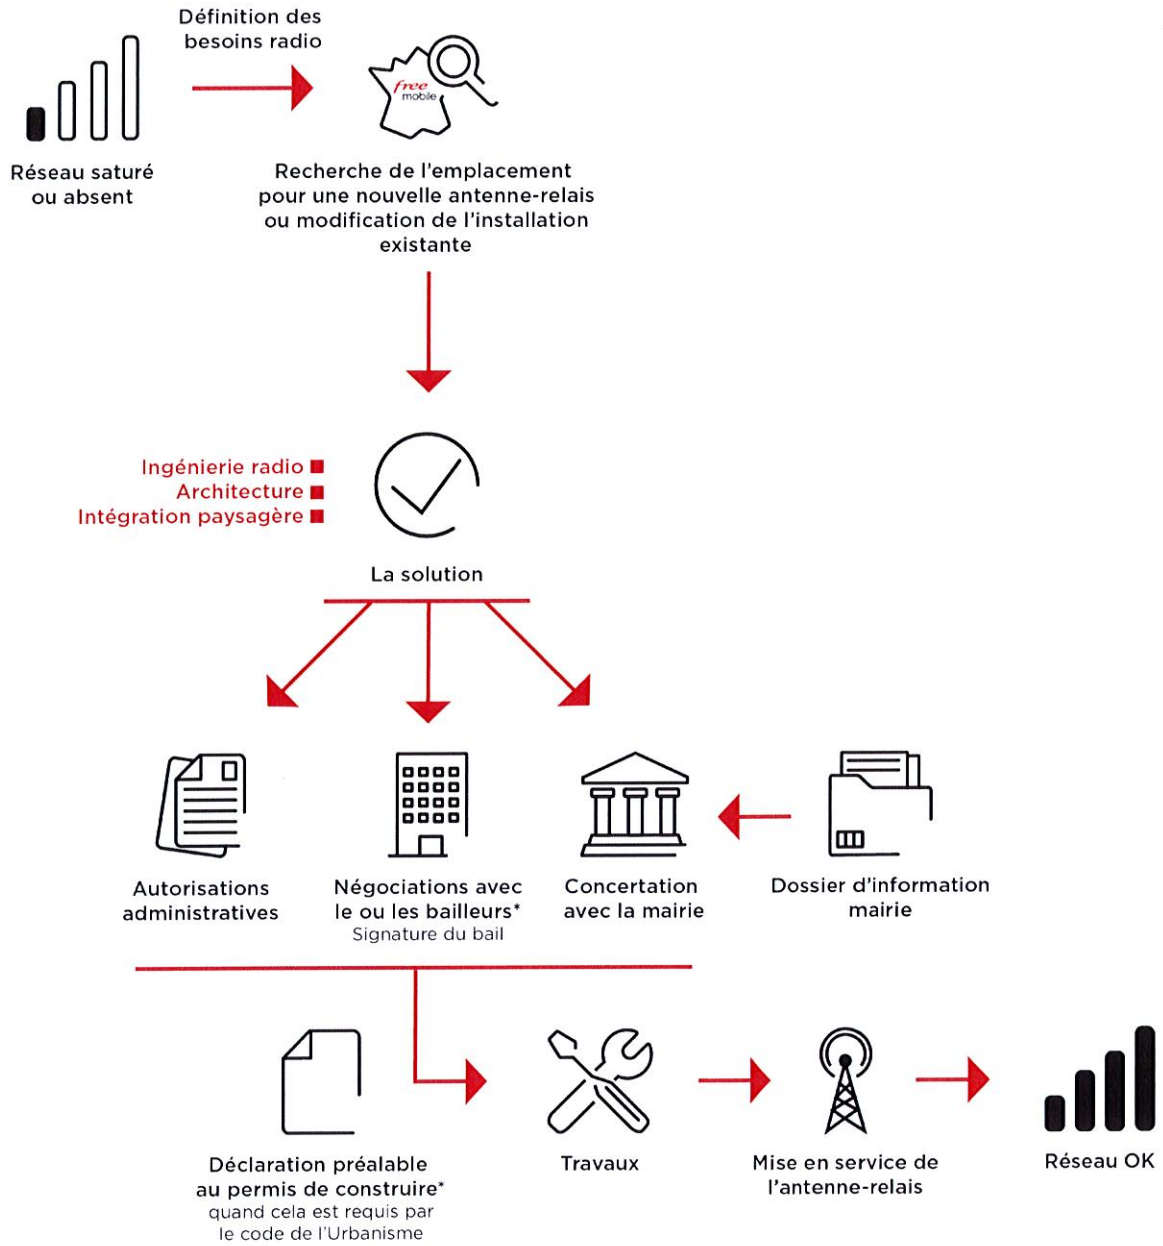 Définition des
besoins radio
free
mobile
Réseau saturé
ou absent
Recherche de l'emplacement
pour une nouvelle antenne-relais
ou modification de l'installation
existante
Ingénierie radio
Architecture
Intégration paysagère
La solution
Autorisations
administratives
Négociations avec
le ou les bailleurs*
Signature du bail
Concertation
avec la mairie
Dossier d'information
mairie
Déclaration préalable
au permis de construire*
quand cela est requis par
le code de l'Urbanisme
Travaux
Mise en service de
l'antenne-relais
Réseau OK